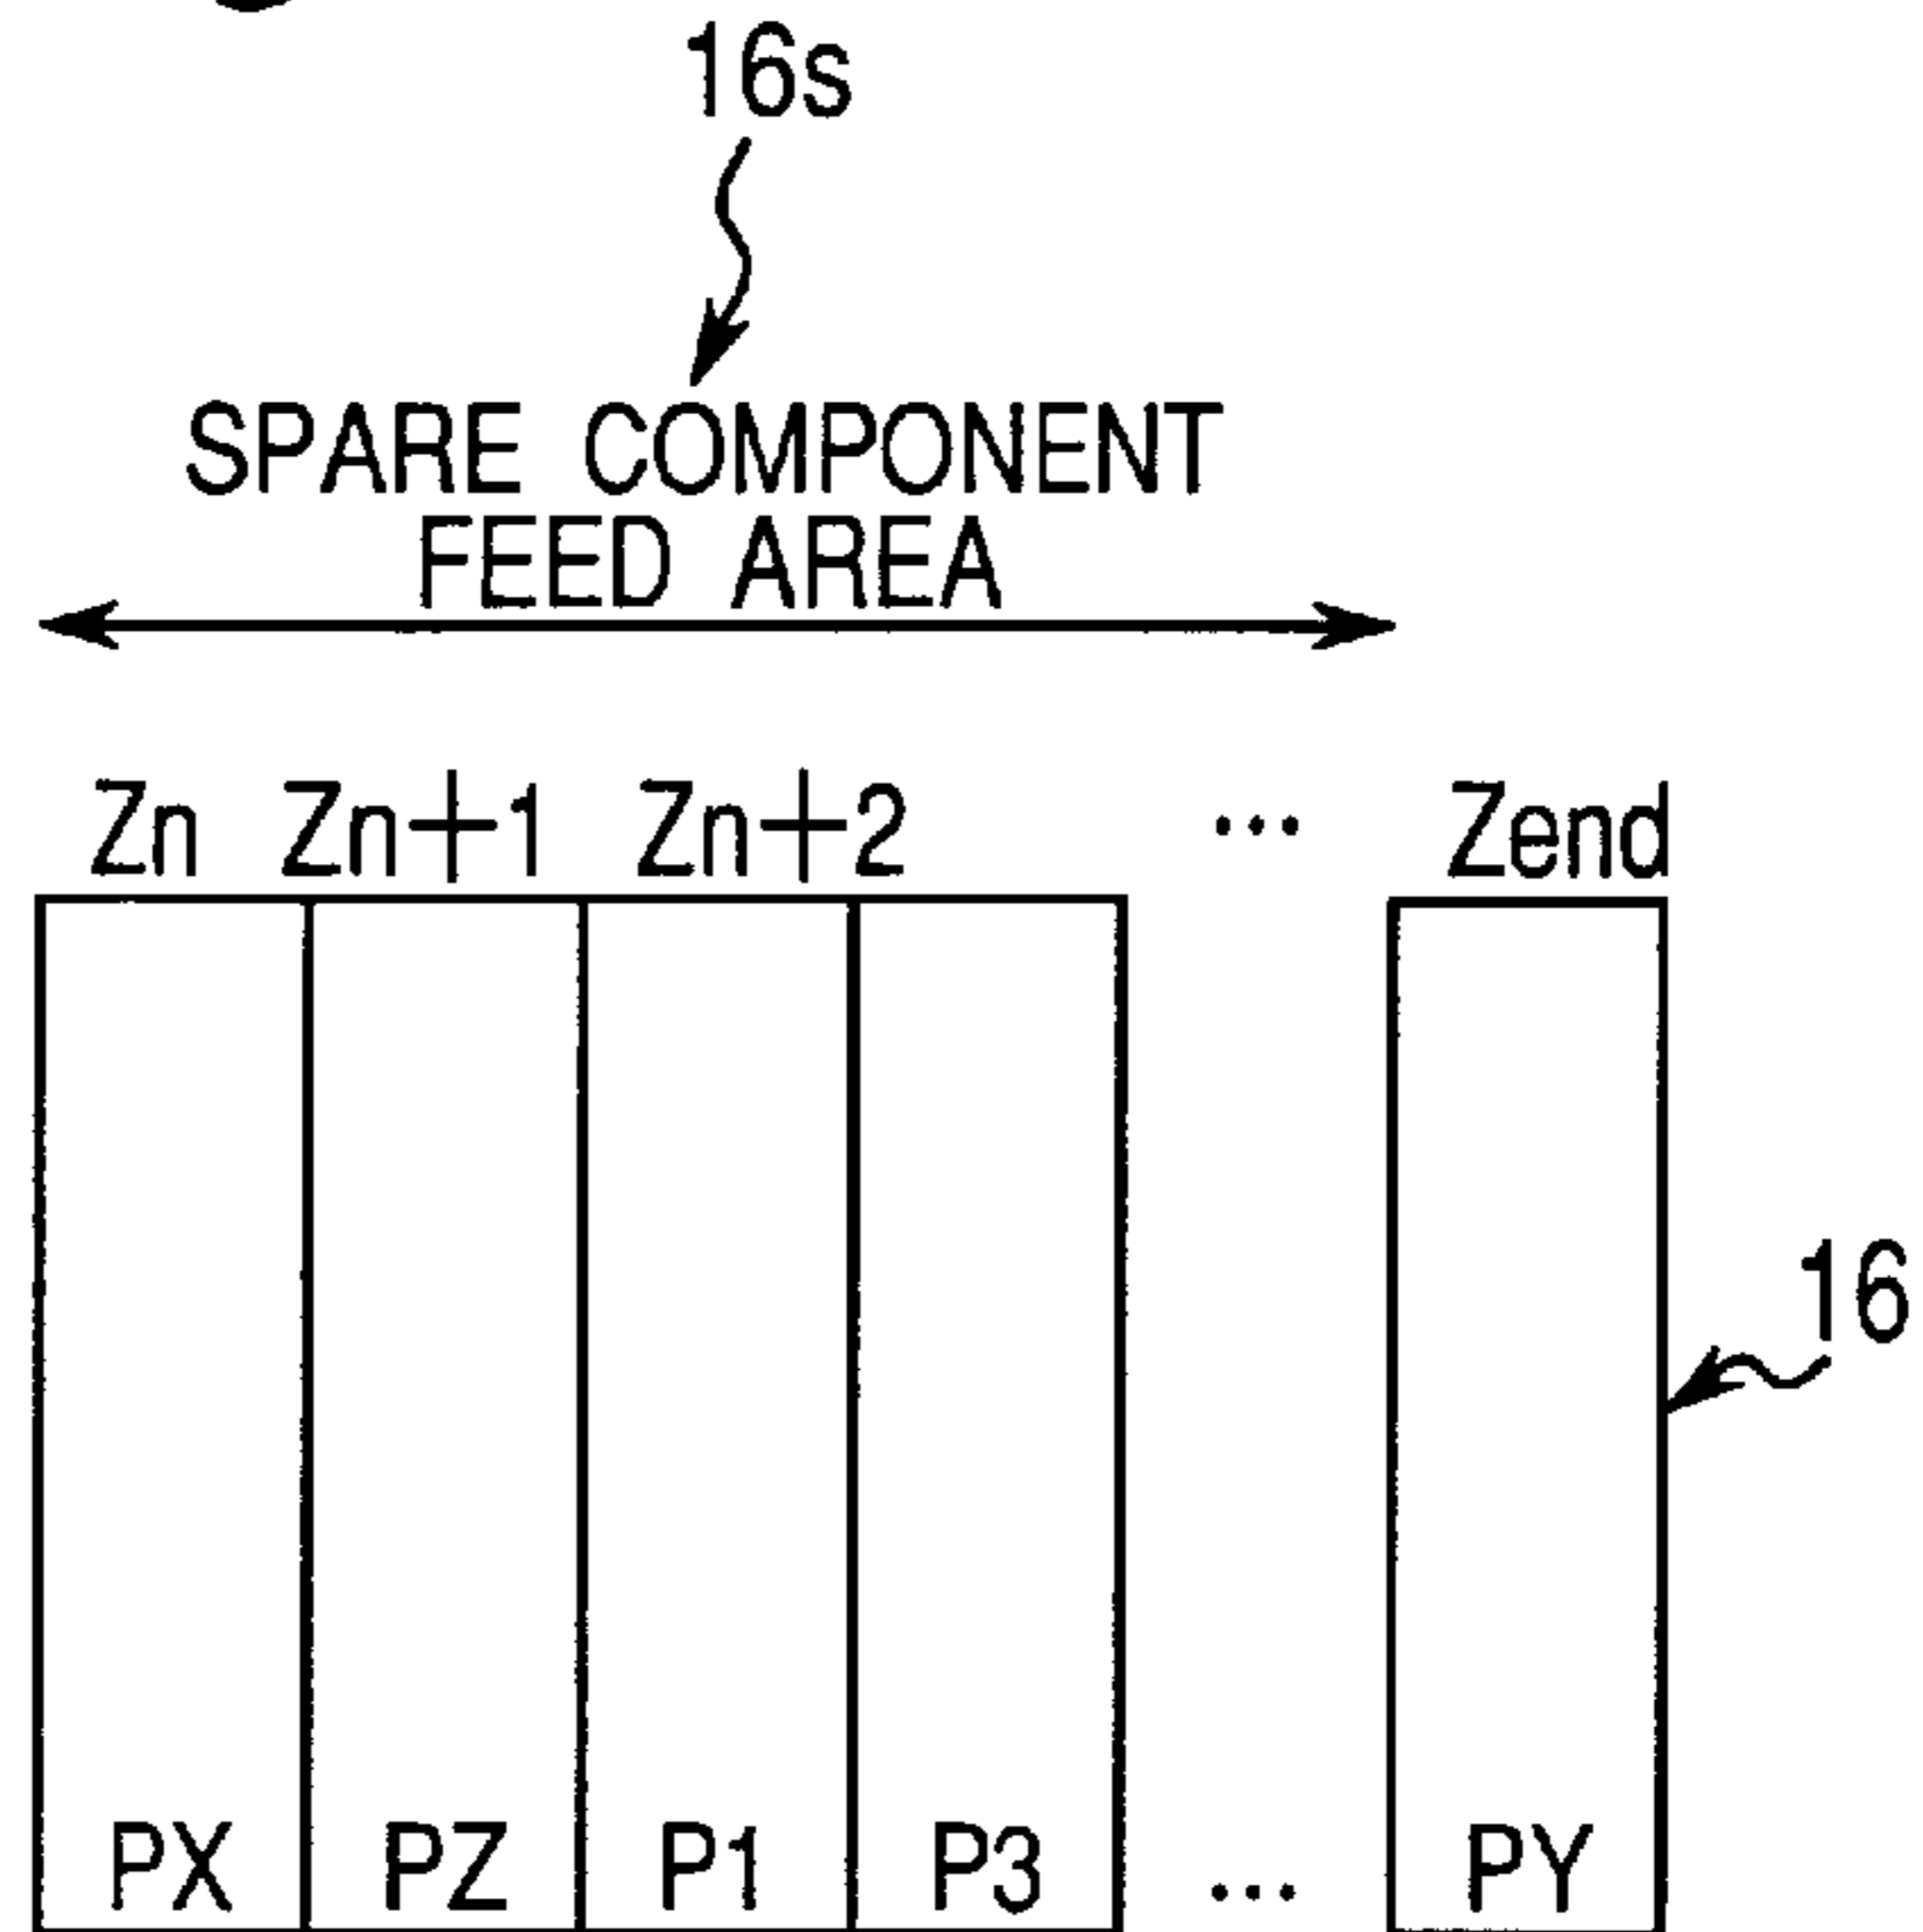 16s
SPARE COMPONENT
FEED AREA
Zn Zn+1 Zn+2 ... Zend
16
PX PZ P1 P3 ... PY